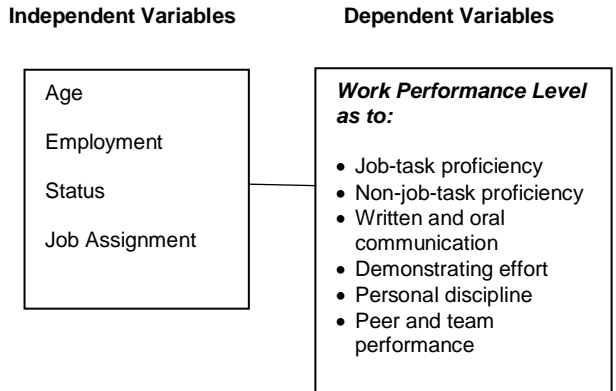 Independent Variables
Dependent Variables
Age
Employment
Status
Job Assignment
Work Performance Level
as to:
• Job-task proficiency
• Non-job-task proficiency
• Written and oral
communication
• Demonstrating effort
• Personal discipline
• Peer and team
performance